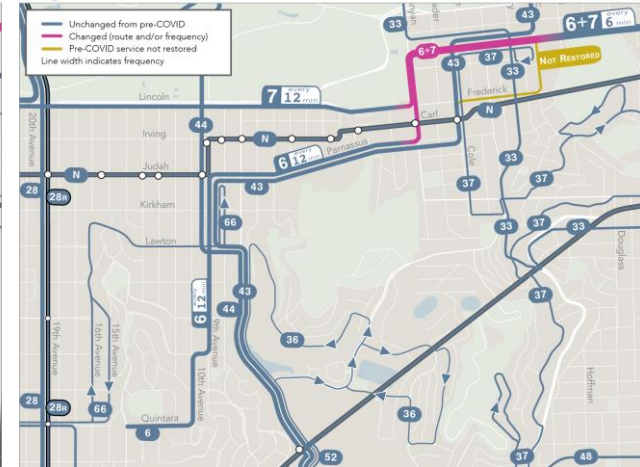 Unchanged from pre-COVID
Changed (route and/or frequency)
Pre-COVID service not restored
Line width indicates frequency
33
43
6+7 every 6 min
6+7
43
37
33
NOT RESTORED
7 every 12 min
Lincoln
Frederick
20th Avenue
44
Carl
N
Irving
N
Parnassus
6 every 12 min
Cole
33
Judah
N
43
37
37
28
28R
Kirkham
66
33
37
33
Douglass
Lawton
37
43
6 12
9th Avenue
44
19th Avenue
16th Avenue
15th Avenue
36
10th Avenue
Hoffman
28
28R
66
36
Quintara
6
52
37
48